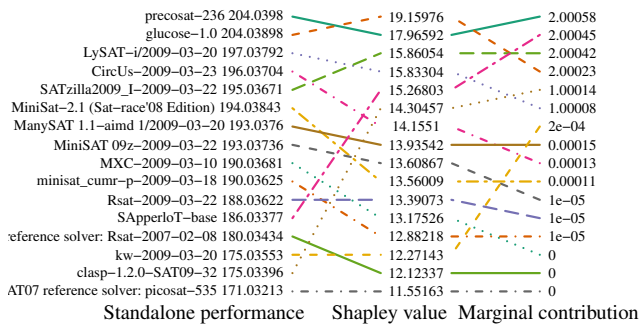 precosat-236 204.0398 19.15976 2.00058
glucose-1.0 204.03898 17.96592 2.00045
LySAT-i/2009-03-20 197.03792 15.86054 2.00042
CircUs-2009-03-23 196.03704 15.83304 2.00023
SATzilla2009_I-2009-03-22 195.03671 15.26803 1.00014
MiniSat-2.1 (Sat-race'08 Edition) 194.03843 14.30457 1.00008
ManySAT 1.1-aimd 1/2009-03-20 193.0376 14.1551 2e-04
MiniSAT 09z-2009-03-22 193.03736 13.93542 0.00015
MXC-2009-03-10 190.03681 13.60867 0.00013
minisat_cumr-p-2009-03-18 190.03625 13.56009 0.00011
Rsat-2009-03-22 188.03622 13.39073 1e-05
SApperloT-base 186.03377 13.17526 1e-05
reference solver: Rsat-2007-02-08 180.03434 12.88218 1e-05
kw-2009-03-20 175.03553 12.27143 0
clasp-1.2.0-SAT09-32 175.03396 12.12337 0
AT07 reference solver: picosat-535 171.03213 11.55163 0
Standalone performance Shapley value Marginal contribution